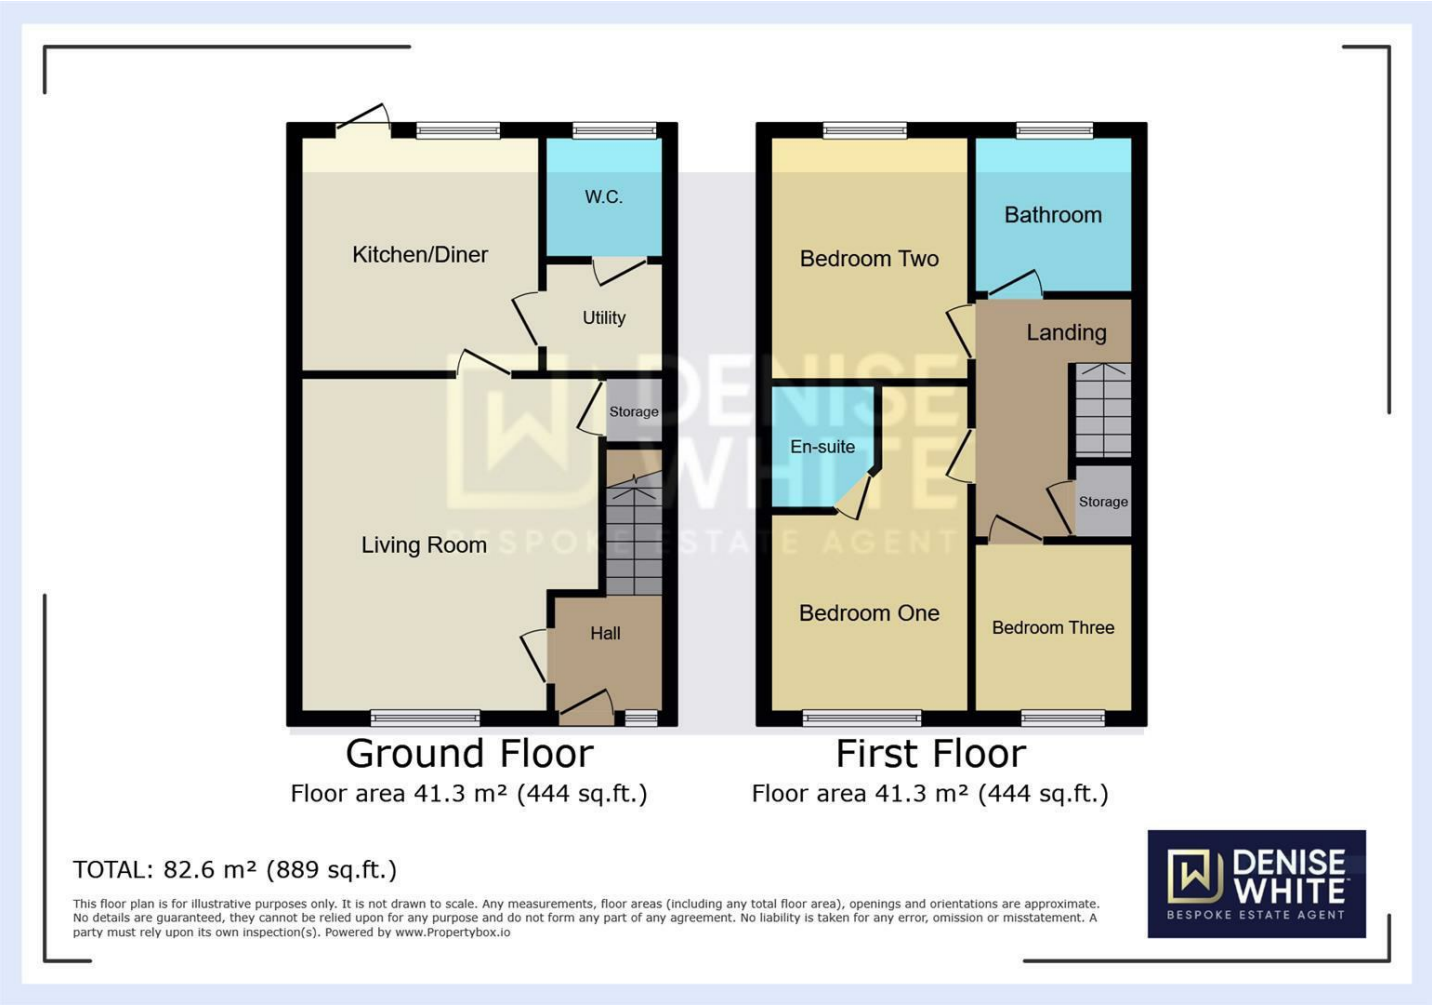 W.C.
Kitchen/Diner
Utility
Storage
Living Room
Hall
Bedroom Two
Bathroom
Landing
En-suite
Storage
Bedroom One
Bedroom Three
DENISE
WHITE
BESPOKE ESTATE AGENT
Ground Floor
Floor area 41.3 m² (444 sq.ft.)
First Floor
Floor area 41.3 m² (444 sq.ft.)
TOTAL: 82.6 m² (889 sq.ft.)
This floor plan is for illustrative purposes only. It is not drawn to scale. Any measurements, floor areas (including any total floor area), openings and orientations are approximate.
No details are guaranteed, they cannot be relied upon for any purpose and do not form any part of any agreement. No liability is taken for any error, omission or misstatement. A
party must rely upon its own inspection(s). Powered by www.Propertybox.io
DENISE
WHITE
BESPOKE ESTATE AGENT